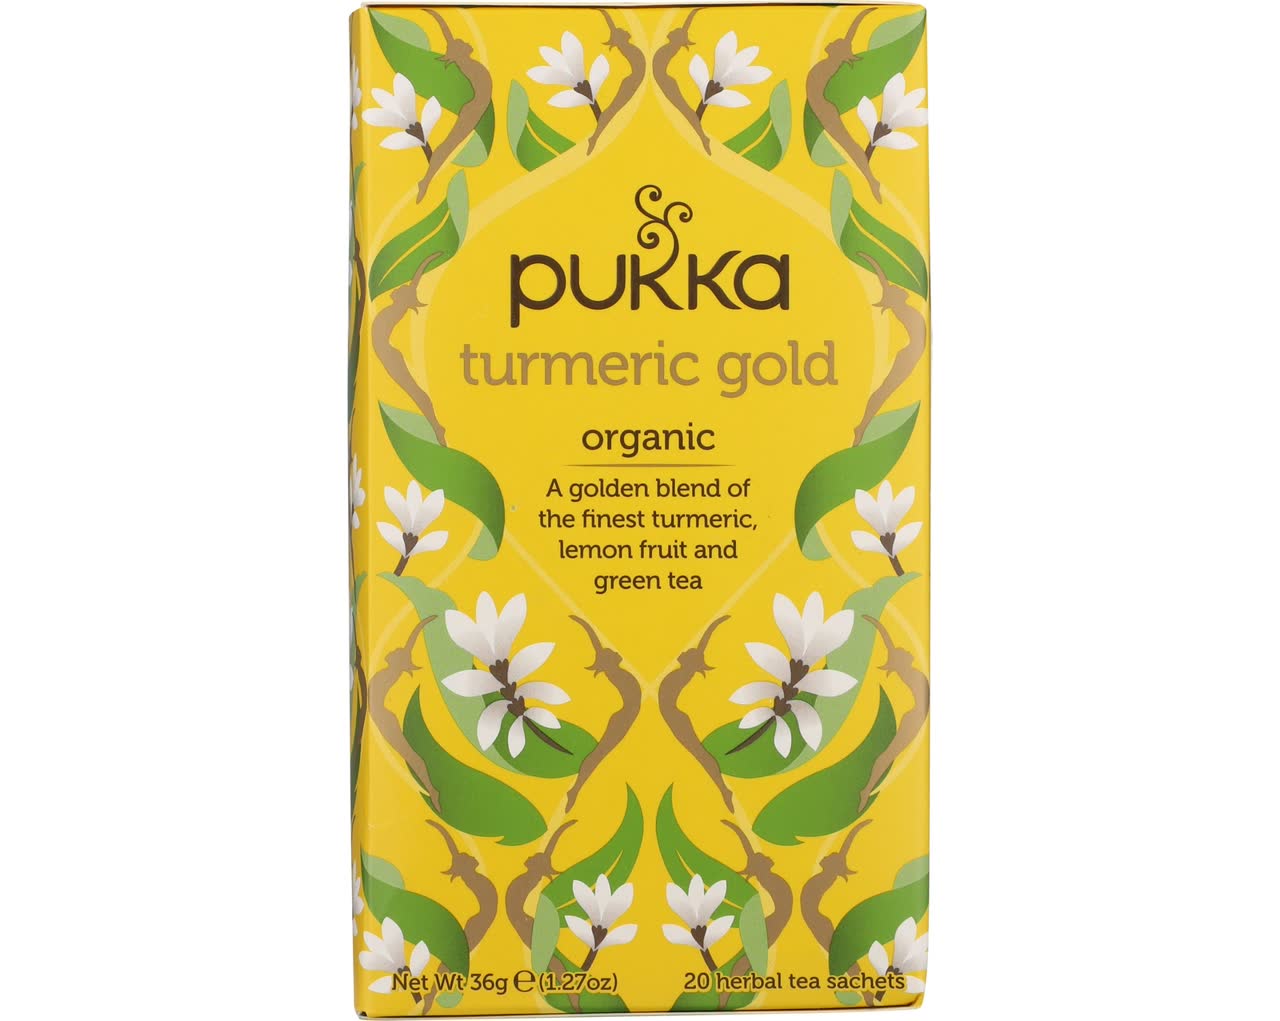 pukka
turmeric gold
organic
A golden blend of
the finest turmeric,
lemon fruit and
green tea
Net Wt 36g ℮ (1.27oz)
20 herbal tea sachets